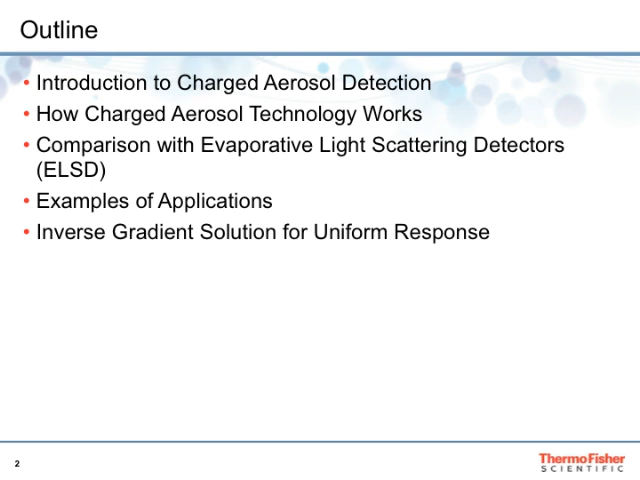 Outline
• Introduction to Charged Aerosol Detection
• How Charged Aerosol Technology Works
• Comparison with Evaporative Light Scattering Detectors
(ELSD)
• Examples of Applications
• Inverse Gradient Solution for Uniform Response
2
ThermoFisher
SCIENTIFIC